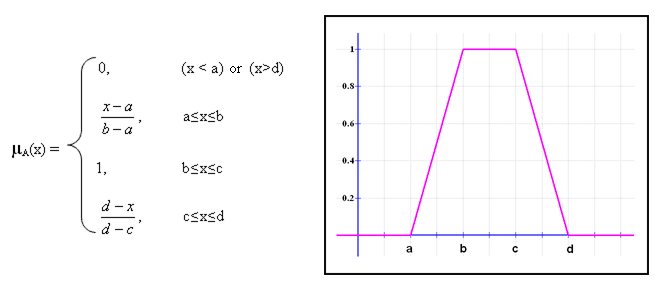 0, (x < a) or (x>d)
x − a
b − a , a≤x≤b
μA(x) =
1, b≤x≤c
d − x
d − c , c≤x≤d
1
0.8
0.6
0.4
0.2
a b c d